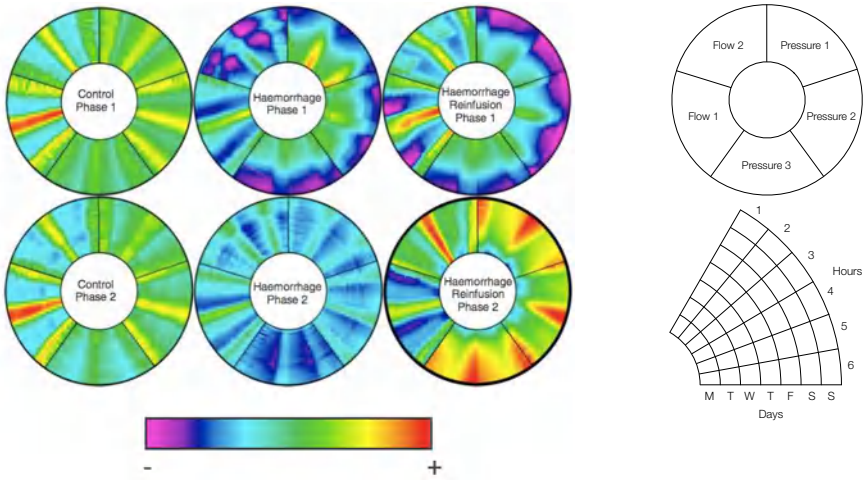 Control
Phase 1
Haemorrhage
Phase 1
Haemorrhage
Reinfusion
Phase 1
Control
Phase 2
Haemorrhage
Phase 2
Haemorrhage
Reinfusion
Phase 2
-
+
Flow 2
Pressure 1
Flow 1
Pressure 2
Pressure 3
1
2
3
Hours
4
5
6
M T W T F S S
Days